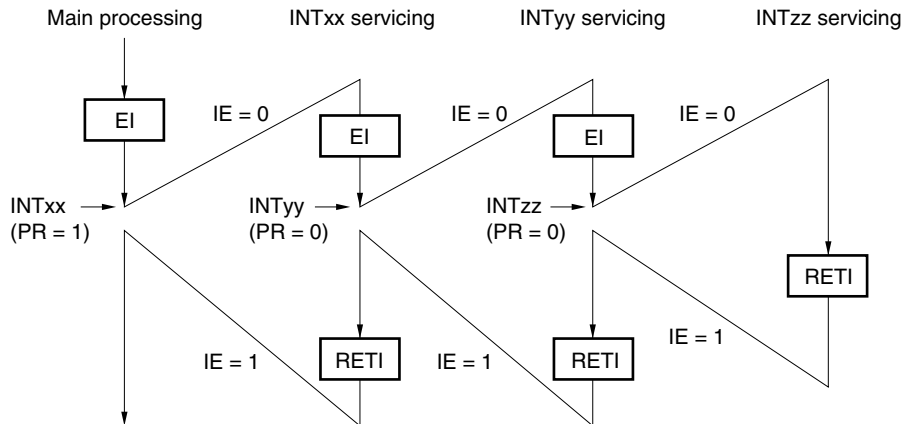 Main processing
INTxx servicing
INTyy servicing
INTzz servicing
EI
IE = 0
EI
IE = 0
EI
IE = 0
INTxx
(PR = 1)
INTyy
(PR = 0)
INTzz
(PR = 0)
RETI
IE = 1
RETI
IE = 1
RETI
IE = 1